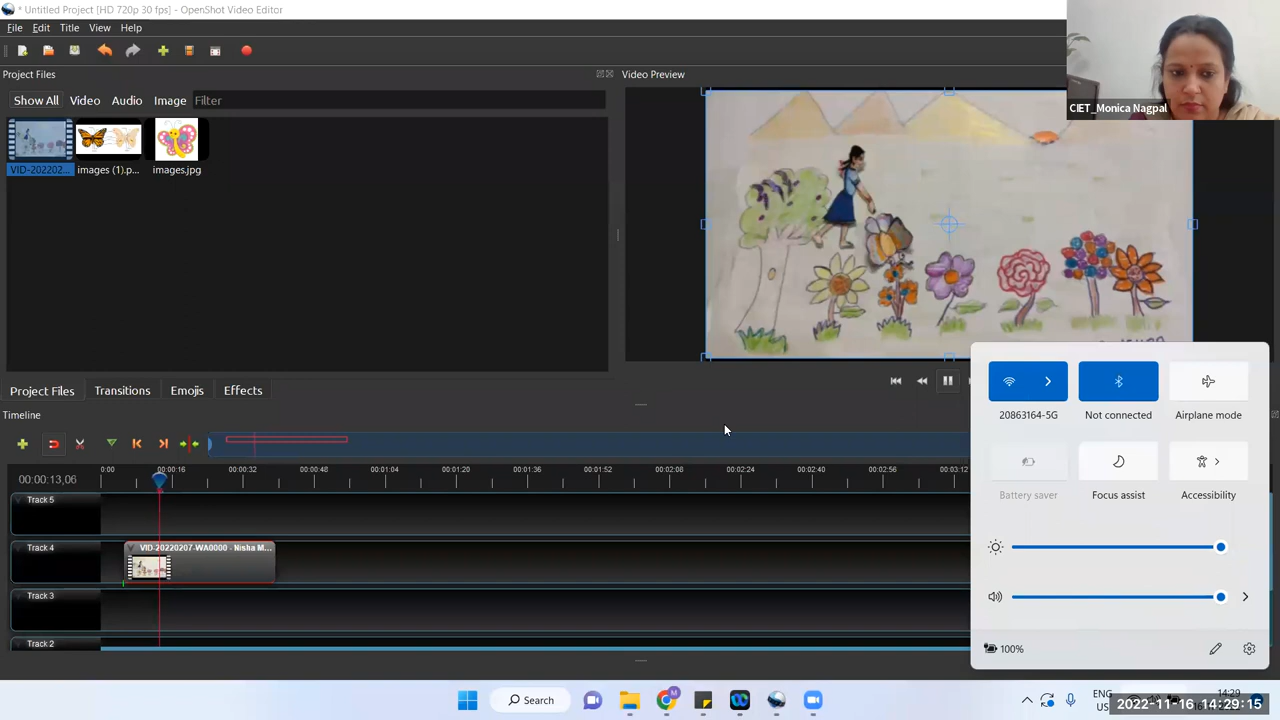 * Untitled Project [HD 720p 30 fps] - OpenShot Video Editor
File Edit Title View Help
Project Files
Video Preview
CIET_Monica Nagpal
Show All Video Audio Image Filter
VID-202202... images (1).p... images.jpg
Project Files Transitions Emojis Effects
Timeline
20863164-5G Not connected Airplane mode
0:00 00:00:16 00:00:32 00:00:48 00:01:04 00:01:20 00:01:36 00:01:52 00:02:08 00:02:24 00:02:40 00:02:56 00:03:12
00:00:13,06
Battery saver Focus assist Accessibility
Track 5
Track 4
VID-20220207-WA0000 - Nisha M...
Track 3
Track 2
100%
Search
ENG
US
14:29
2022-11-16 14:29:15